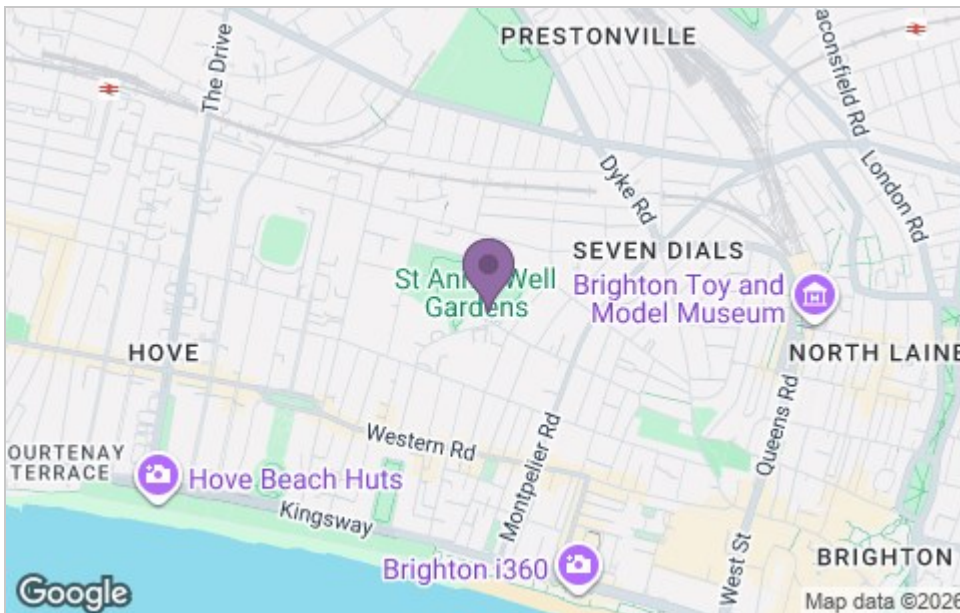 PRESTONVILLE
aconsfield Rd
The Drive
London Rd
Dyke Rd
SEVEN DIALS
St Ann's Well
Gardens
Brighton Toy and
Model Museum
HOVE
NORTH LAINE
Queens Rd
Western Rd
Montpelier Rd
OURTENAY
TERRACE
Hove Beach Huts
Kingsway
West St
Brighton i360
BRIGHTON
Google
Map data ©2026